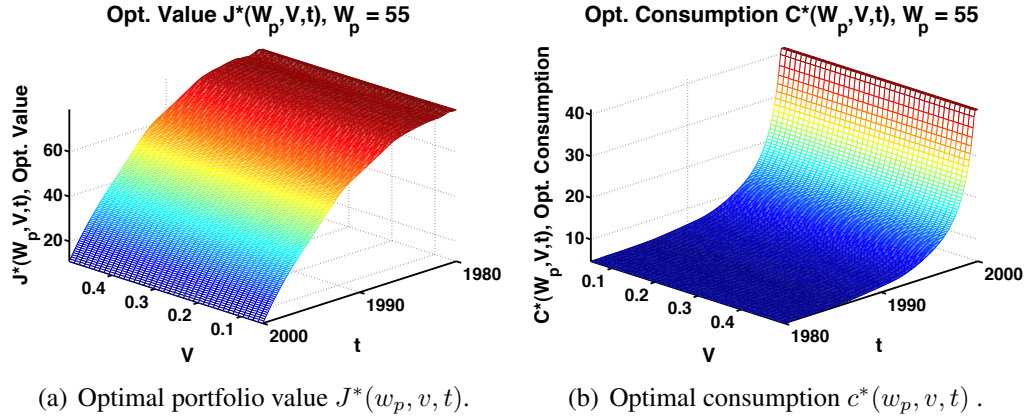 Opt. Value J*(W_p,V,t), W_p = 55
J*(W_p,V,t), Opt. Value
60
40
20
0.4
0.3
0.2
0.1
V
2000
1990
1980
t
(a) Optimal portfolio value J*(w_p, v, t).
Opt. Consumption C*(W_p,V,t), W_p = 55
C*(W_p,V,t), Opt. Consumption
40
30
20
10
0.1
0.2
0.3
0.4
V
1980
1990
2000
t
(b) Optimal consumption c*(w_p, v, t) .